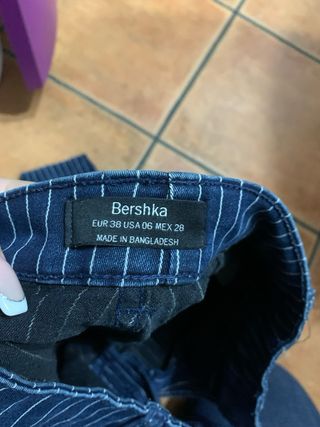 Bershka
EUR 38 USA 06 MEX 28
MADE IN BANGLADESH